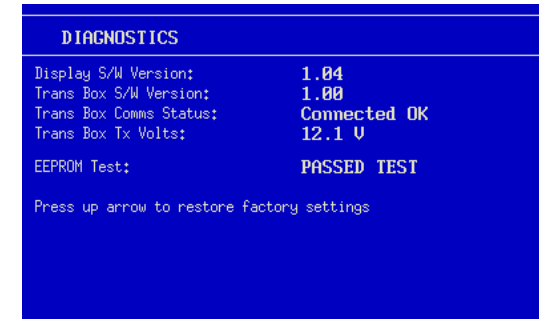 DIAGNOSTICS
Display S/W Version: 1.04
Trans Box S/W Version: 1.00
Trans Box Comms Status: Connected OK
Trans Box Tx Volts: 12.1 V
EEPROM Test: PASSED TEST
Press up arrow to restore factory settings